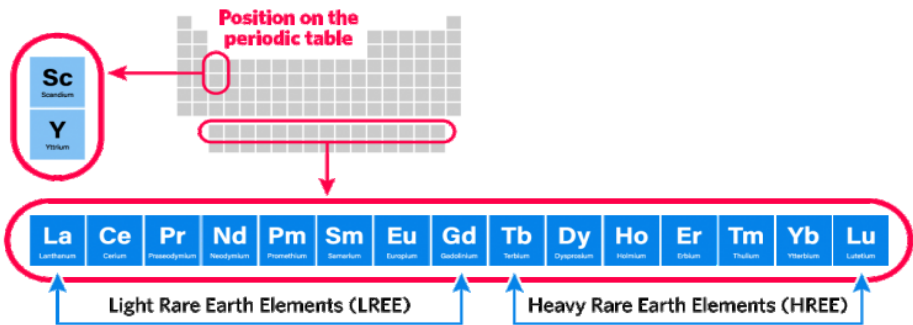 Position on the
periodic table
Sc
Scandium
Y
Yttrium
La Ce Pr Nd Pm Sm Eu Gd Tb Dy Ho Er Tm Yb Lu
Lanthanum Cerium Praseodymium Neodymium Promethium Samarium Europium Gadolinium Terbium Dysprosium Holmium Erbium Thulium Ytterbium Lutetium
Light Rare Earth Elements (LREE) Heavy Rare Earth Elements (HREE)